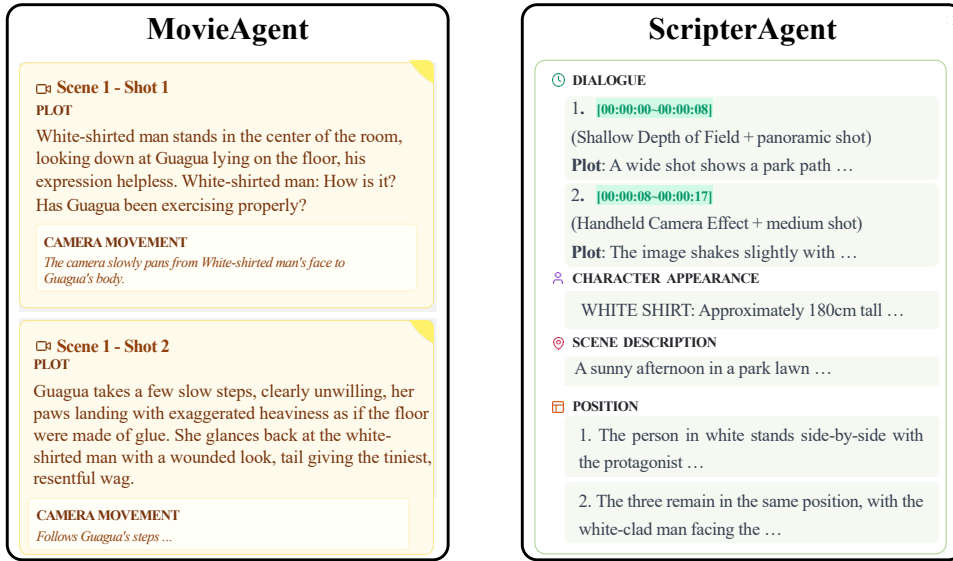 MovieAgent
Scene 1 - Shot 1
PLOT
White-shirted man stands in the center of the room,
looking down at Guagua lying on the floor, his
expression helpless. White-shirted man: How is it?
Has Guagua been exercising properly?
CAMERA MOVEMENT
The camera slowly pans from White-shirted man's face to
Guagua's body.
Scene 1 - Shot 2
PLOT
Guagua takes a few slow steps, clearly unwilling, her
paws landing with exaggerated heaviness as if the floor
were made of glue. She glances back at the white-
shirted man with a wounded look, tail giving the tiniest,
resentful wag.
CAMERA MOVEMENT
Follows Guagua's steps ...
ScripterAgent
DIALOGUE
1. [00:00:00~00:00:08]
(Shallow Depth of Field + panoramic shot)
Plot: A wide shot shows a park path …
2. [00:00:08~00:00:17]
(Handheld Camera Effect + medium shot)
Plot: The image shakes slightly with …
CHARACTER APPEARANCE
WHITE SHIRT: Approximately 180cm tall …
SCENE DESCRIPTION
A sunny afternoon in a park lawn …
POSITION
1. The person in white stands side-by-side with
the protagonist …
2. The three remain in the same position, with the
white-clad man facing the …